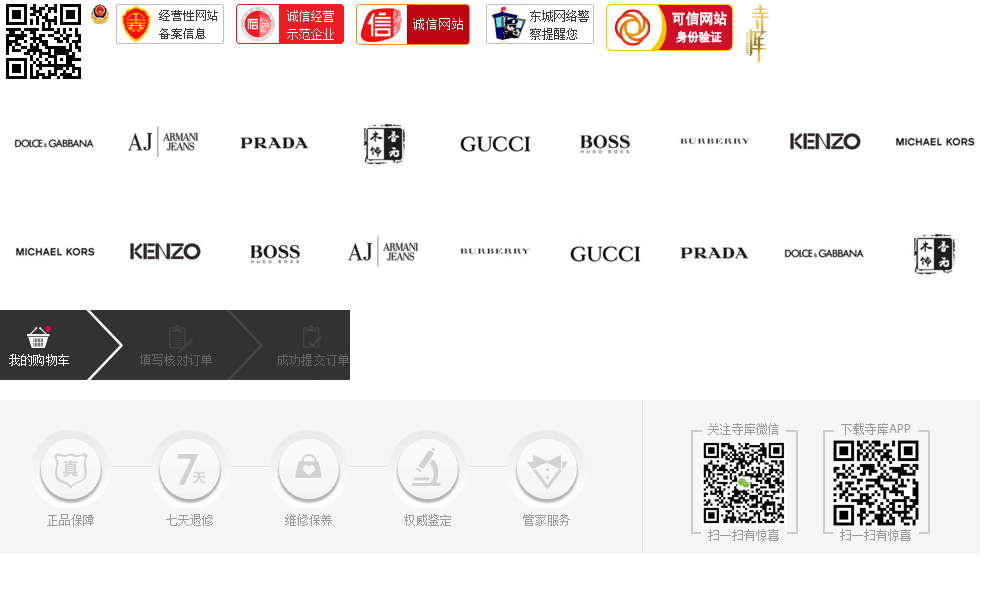 经营性网站
备案信息
诚信经营
示范企业
信
诚信网站
东城网络警
察提醒您
可信网站
身份验证
寺库
DOLCE & GABBANA
AJ ARMANI JEANS
PRADA
GUCCI
BOSS
HUGO BOSS
BURBERRY
KENZO
MICHAEL KORS
MICHAEL KORS
KENZO
BOSS
HUGO BOSS
AJ ARMANI JEANS
BURBERRY
GUCCI
PRADA
DOLCE & GABBANA
我的购物车
填写核对订单
成功提交订单
真
7天
正品保障
七天退修
维修保养
权威鉴定
管家服务
关注寺库微信
扫一扫有惊喜
下载寺库APP
扫一扫有惊喜